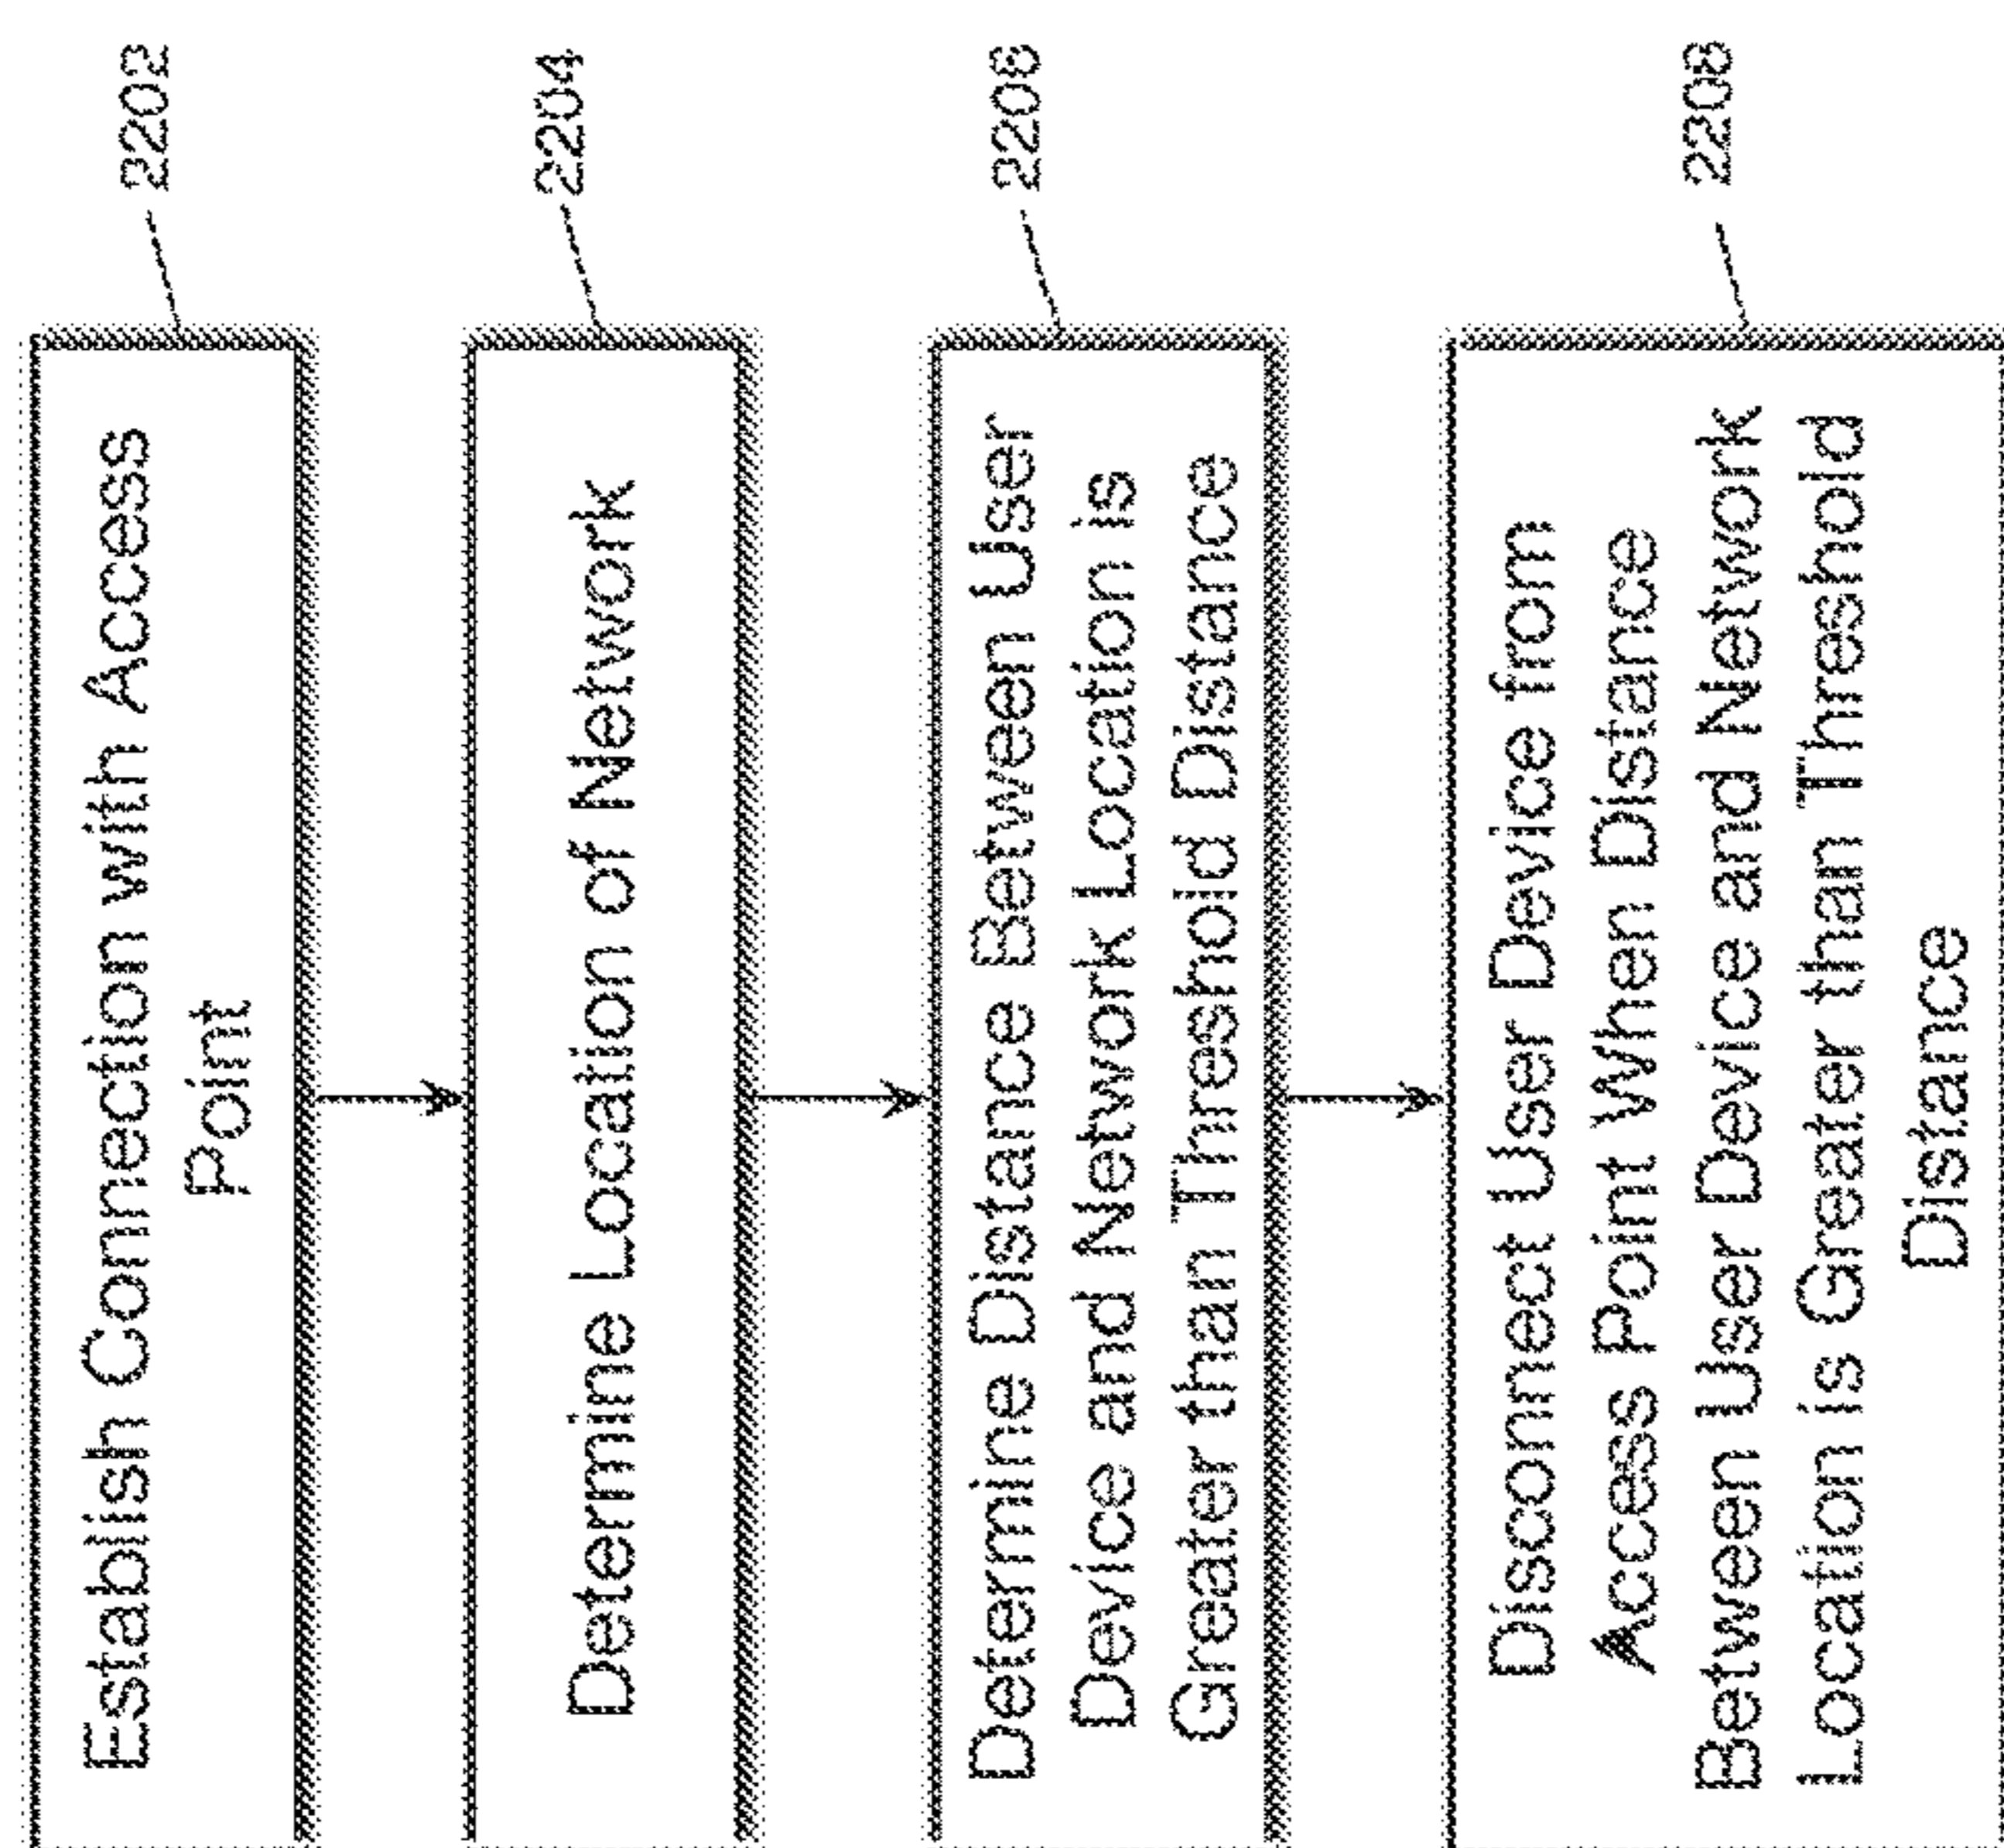 Establish Connection with Access
Point
2202
Determine Location of Network
2204
Determine Distance Between User
Device and Network Location is
Greater than Threshold Distance
2206
Disconnect User Device from
Access Point When Distance
Between User Device and Network
Location is Greater than Threshold
Distance
2208